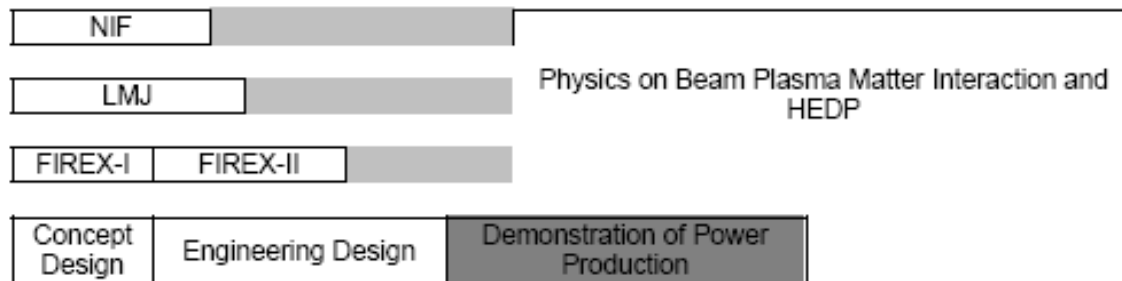 NIF
Physics on Beam Plasma Matter Interaction and
HEDP
LMJ
FIREX-I FIREX-II
Concept
Design
Engineering Design
Demonstration of Power
Production